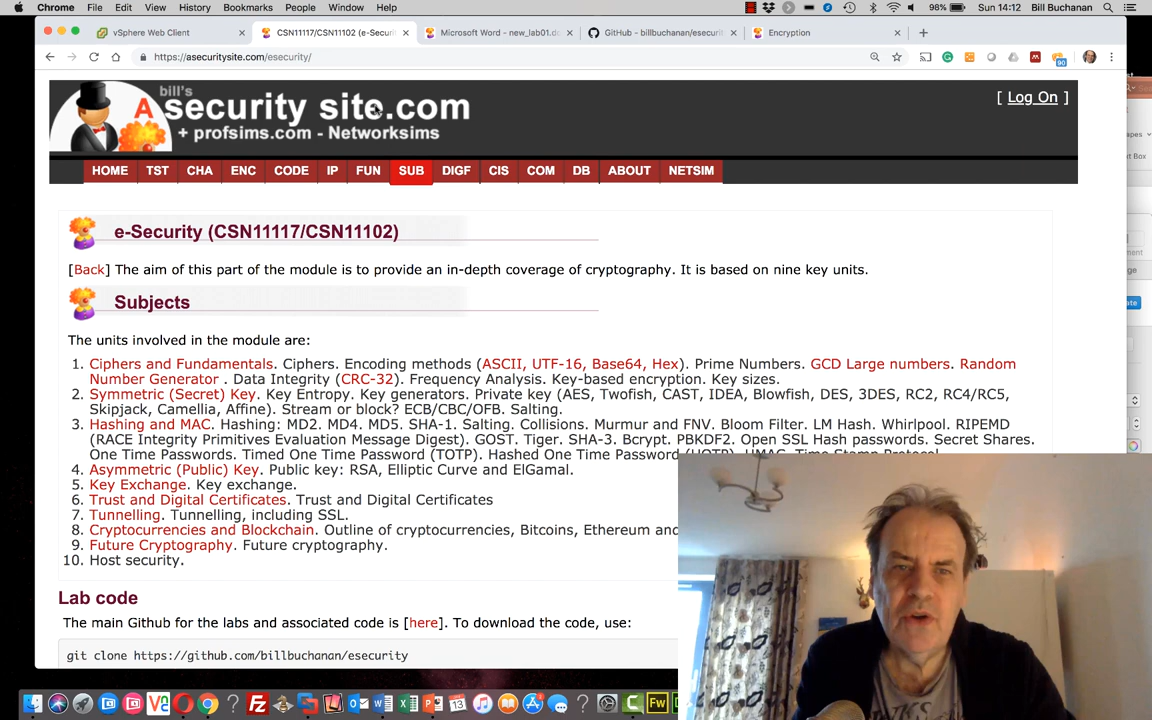 Chrome File Edit View History Bookmarks People Window Help 98% Sun 14:12 Bill Buchanan
vSphere Web Client CSN11117/CSN11102 (e-Securi Microsoft Word - new_lab01.d GitHub - billbuchanan/esecurit Encryption
https://asecuritysite.com/esecurity/
bill's
A security site.com
+ profsims.com - Networksims
[ Log On ]
HOME TST CHA ENC CODE IP FUN SUB DIGF CIS COM DB ABOUT NETSIM
e-Security (CSN11117/CSN11102)
[Back] The aim of this part of the module is to provide an in-depth coverage of cryptography. It is based on nine key units.
Subjects
The units involved in the module are:
1. Ciphers and Fundamentals. Ciphers. Encoding methods (ASCII, UTF-16, Base64, Hex). Prime Numbers. GCD Large numbers. Random
Number Generator . Data Integrity (CRC-32). Frequency Analysis. Key-based encryption. Key sizes.
2. Symmetric (Secret) Key. Key Entropy. Key generators. Private key (AES, Twofish, CAST, IDEA, Blowfish, DES, 3DES, RC2, RC4/RC5,
Skipjack, Camellia, Affine). Stream or block? ECB/CBC/OFB. Salting.
3. Hashing and MAC. Hashing: MD2. MD4. MD5. SHA-1. Salting. Collisions. Murmur and FNV. Bloom Filter. LM Hash. Whirlpool. RIPEMD
(RACE Integrity Primitives Evaluation Message Digest). GOST. Tiger. SHA-3. Bcrypt. PBKDF2. Open SSL Hash passwords. Secret Shares.
One Time Passwords. Timed One Time Password (TOTP). Hashed One Time Password (HOTP). HMAC. Time Stamp Protocol.
4. Asymmetric (Public) Key. Public key: RSA, Elliptic Curve and ElGamal.
5. Key Exchange. Key exchange.
6. Trust and Digital Certificates. Trust and Digital Certificates
7. Tunnelling. Tunnelling, including SSL.
8. Cryptocurrencies and Blockchain. Outline of cryptocurrencies, Bitcoins, Ethereum and
9. Future Cryptography. Future cryptography.
10. Host security.
Lab code
The main Github for the labs and associated code is [here]. To download the code, use:
git clone https://github.com/billbuchanan/esecurity